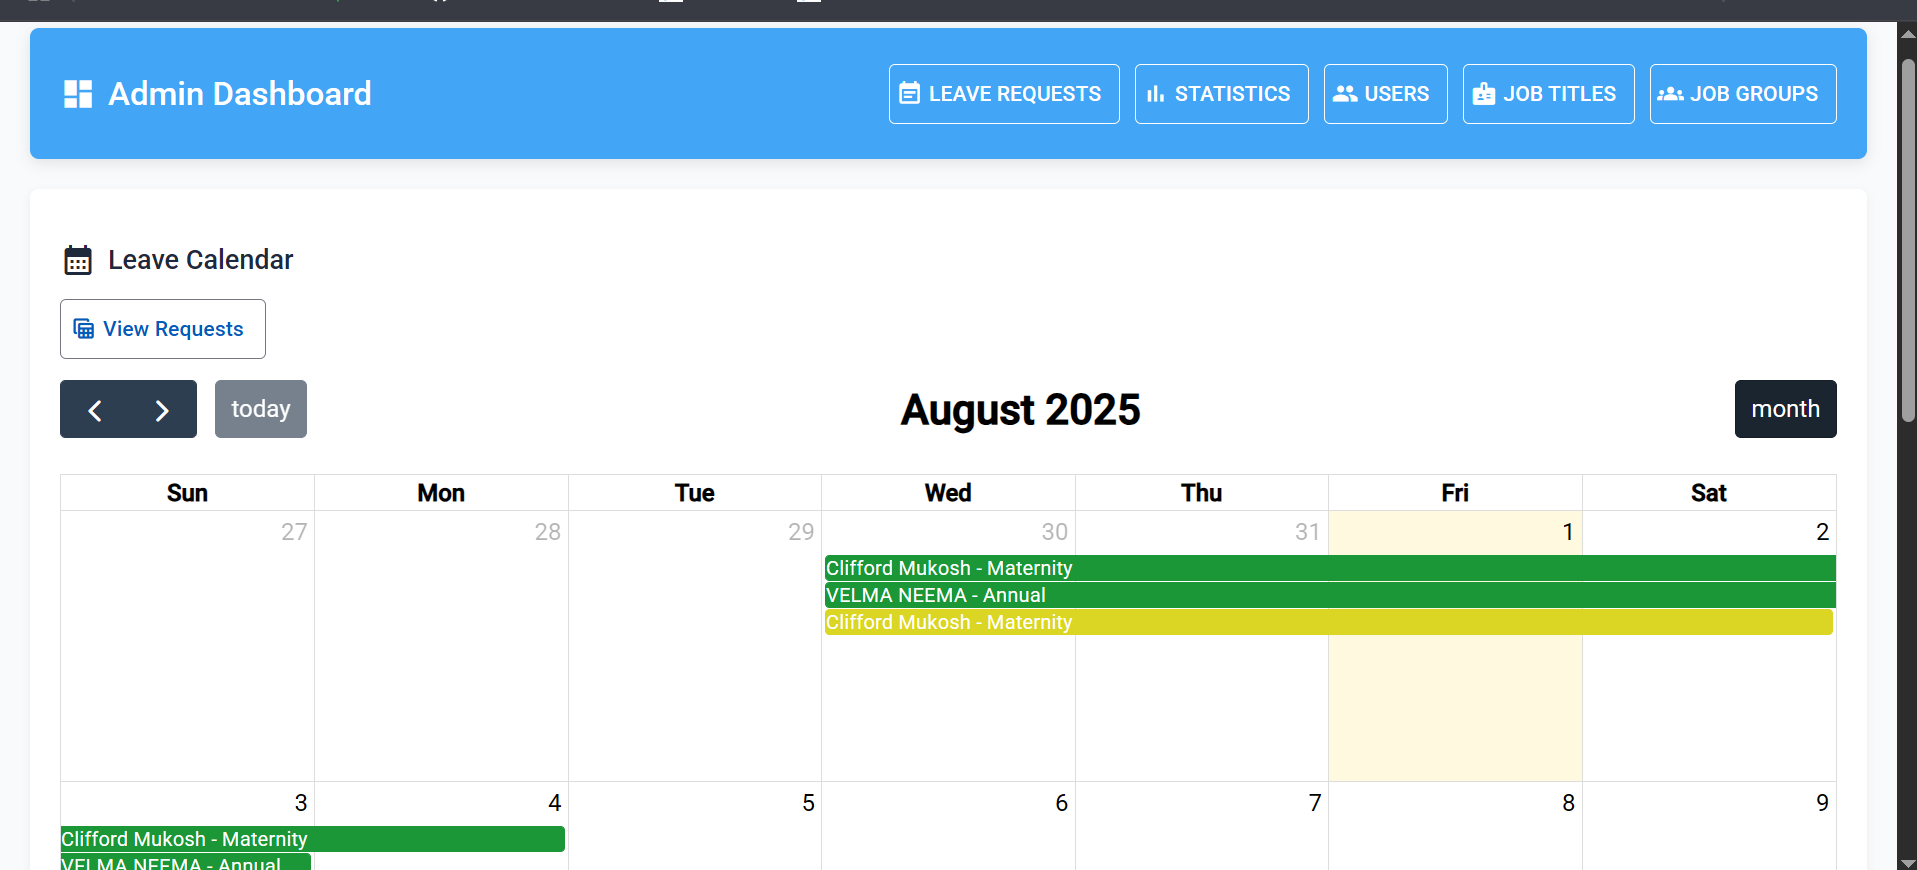 Admin Dashboard
LEAVE REQUESTS
STATISTICS
USERS
JOB TITLES
JOB GROUPS
Leave Calendar
View Requests
today
August 2025
month
Sun Mon Tue Wed Thu Fri Sat
27 28 29 30 31 1 2
Clifford Mukosh - Maternity
VELMA NEEMA - Annual
Clifford Mukosh - Maternity
3 4 5 6 7 8 9
Clifford Mukosh - Maternity
VELMA NEEMA - Annual